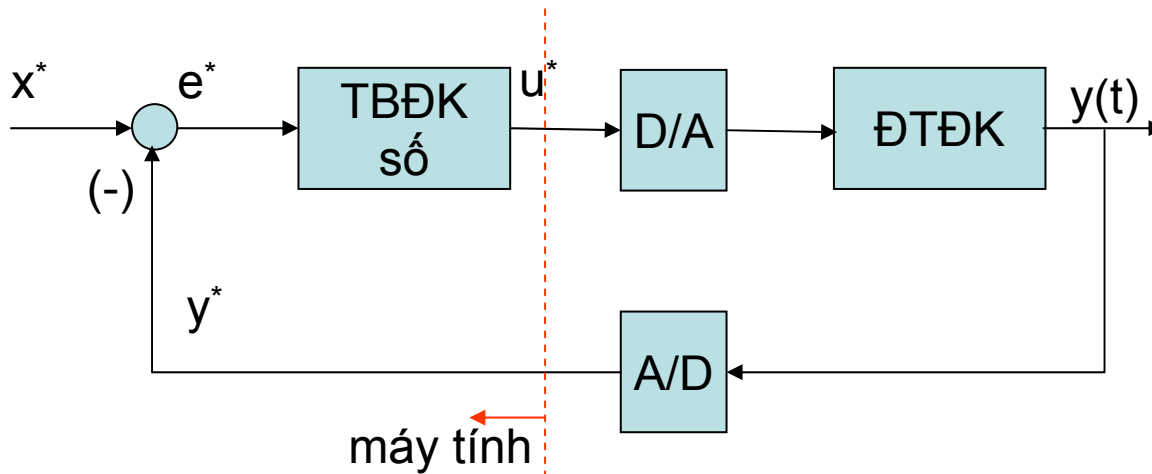 x*
e*
TBĐK
số
u*
D/A
ĐTĐK
y(t)
(-)
y*
A/D
máy tính